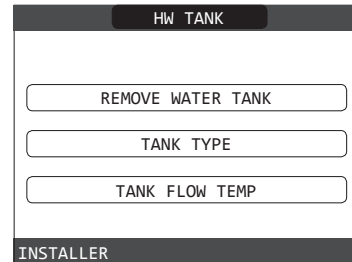 HW TANK
REMOVE WATER TANK
TANK TYPE
TANK FLOW TEMP
INSTALLER